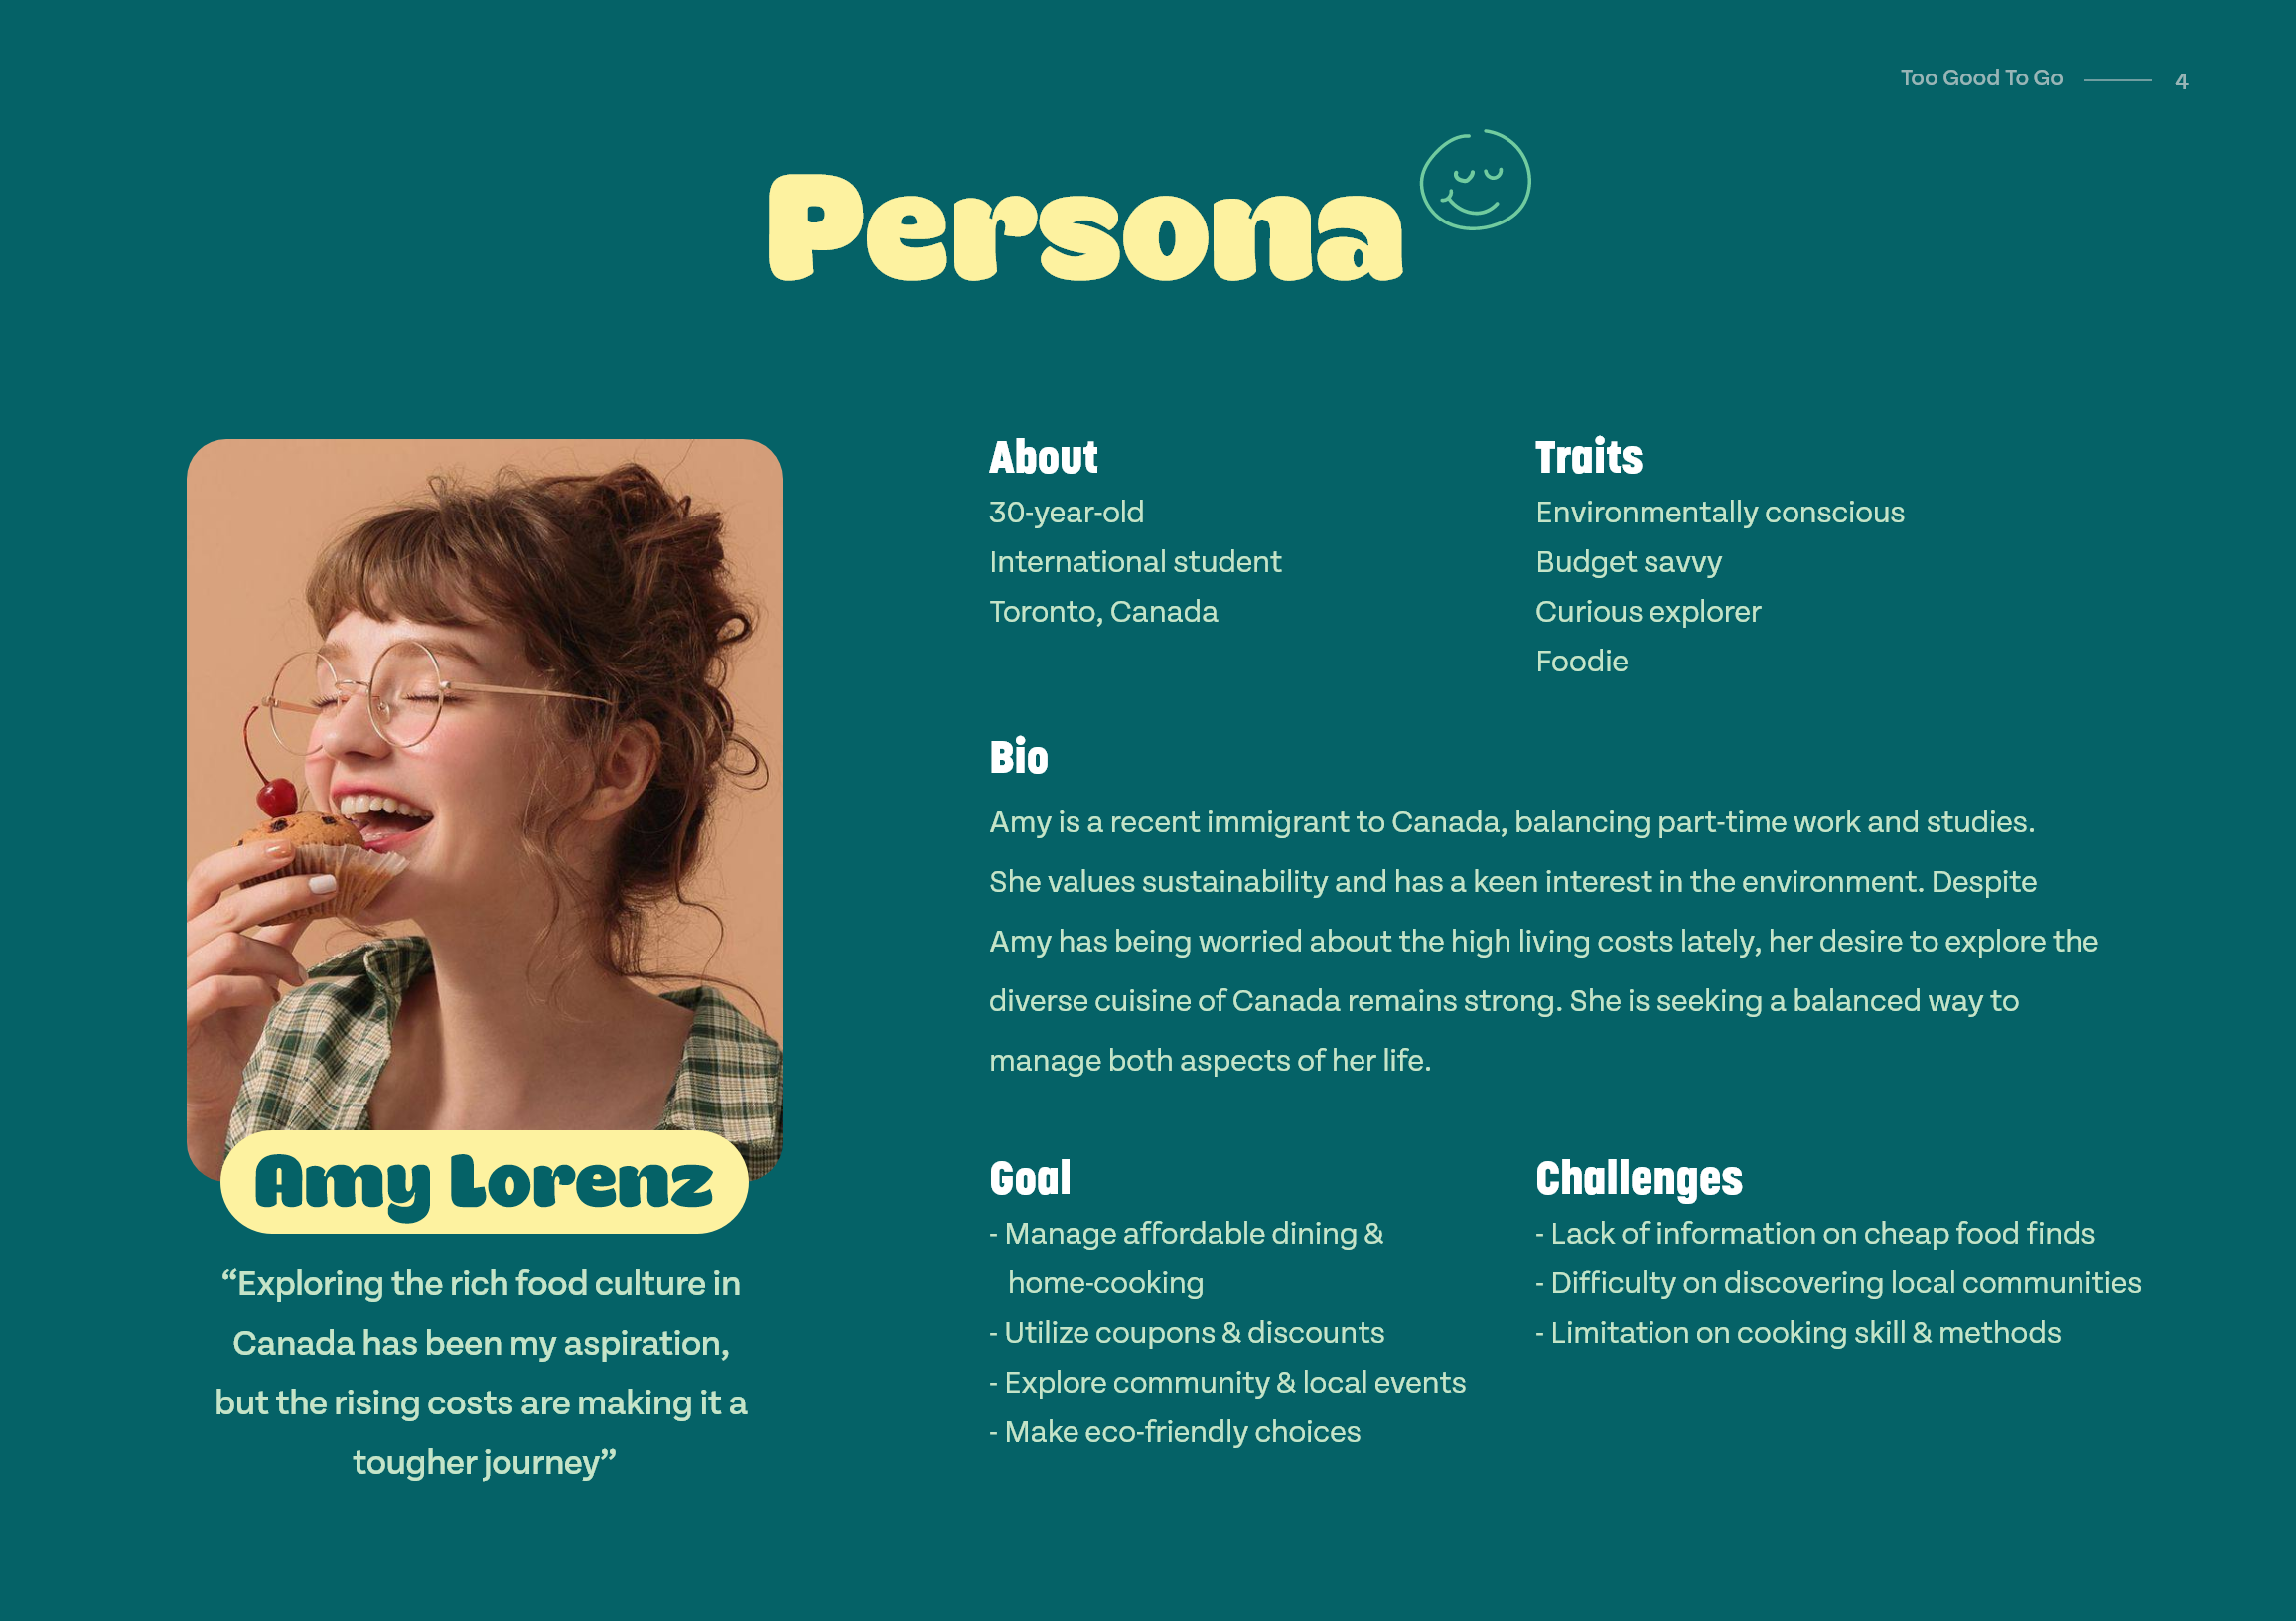 Too Good To Go
4
Persona
Amy Lorenz
“Exploring the rich food culture in
Canada has been my aspiration,
but the rising costs are making it a
tougher journey”
About
30-year-old
International student
Toronto, Canada
Traits
Environmentally conscious
Budget savvy
Curious explorer
Foodie
Bio
Amy is a recent immigrant to Canada, balancing part-time work and studies.
She values sustainability and has a keen interest in the environment. Despite
Amy has being worried about the high living costs lately, her desire to explore the
diverse cuisine of Canada remains strong. She is seeking a balanced way to
manage both aspects of her life.
Goal
- Manage affordable dining &
home-cooking
- Utilize coupons & discounts
- Explore community & local events
- Make eco-friendly choices
Challenges
- Lack of information on cheap food finds
- Difficulty on discovering local communities
- Limitation on cooking skill & methods